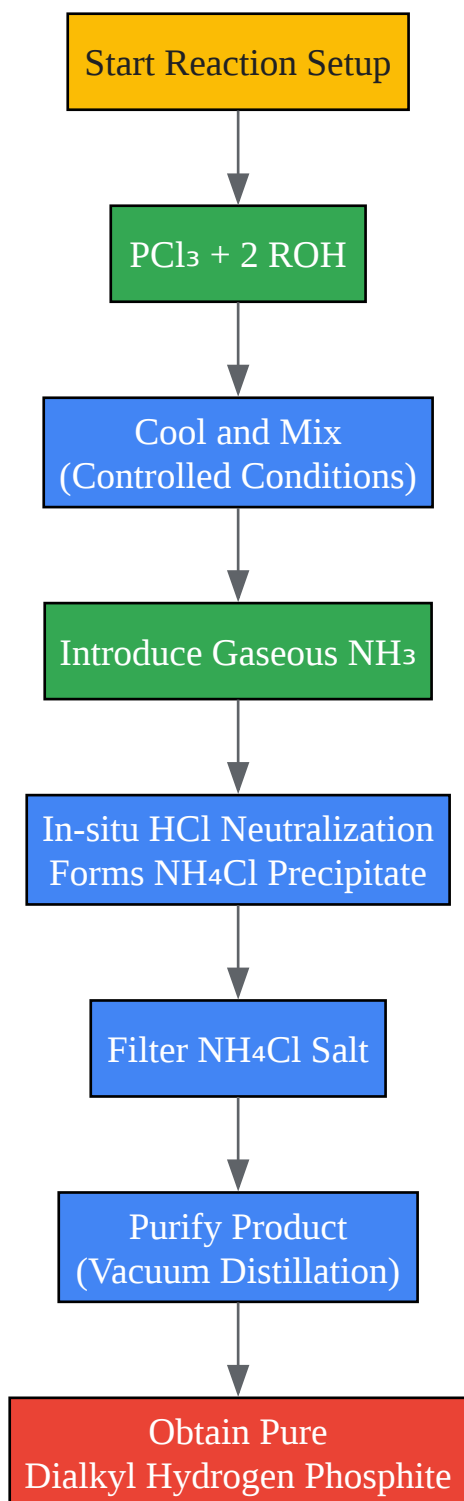 Start Reaction Setup
PCl₃ + 2 ROH
Cool and Mix
(Controlled Conditions)
Introduce Gaseous NH₃
In-situ HCl Neutralization
Forms NH₄Cl Precipitate
Filter NH₄Cl Salt
Purify Product
(Vacuum Distillation)
Obtain Pure
Dialkyl Hydrogen Phosphite